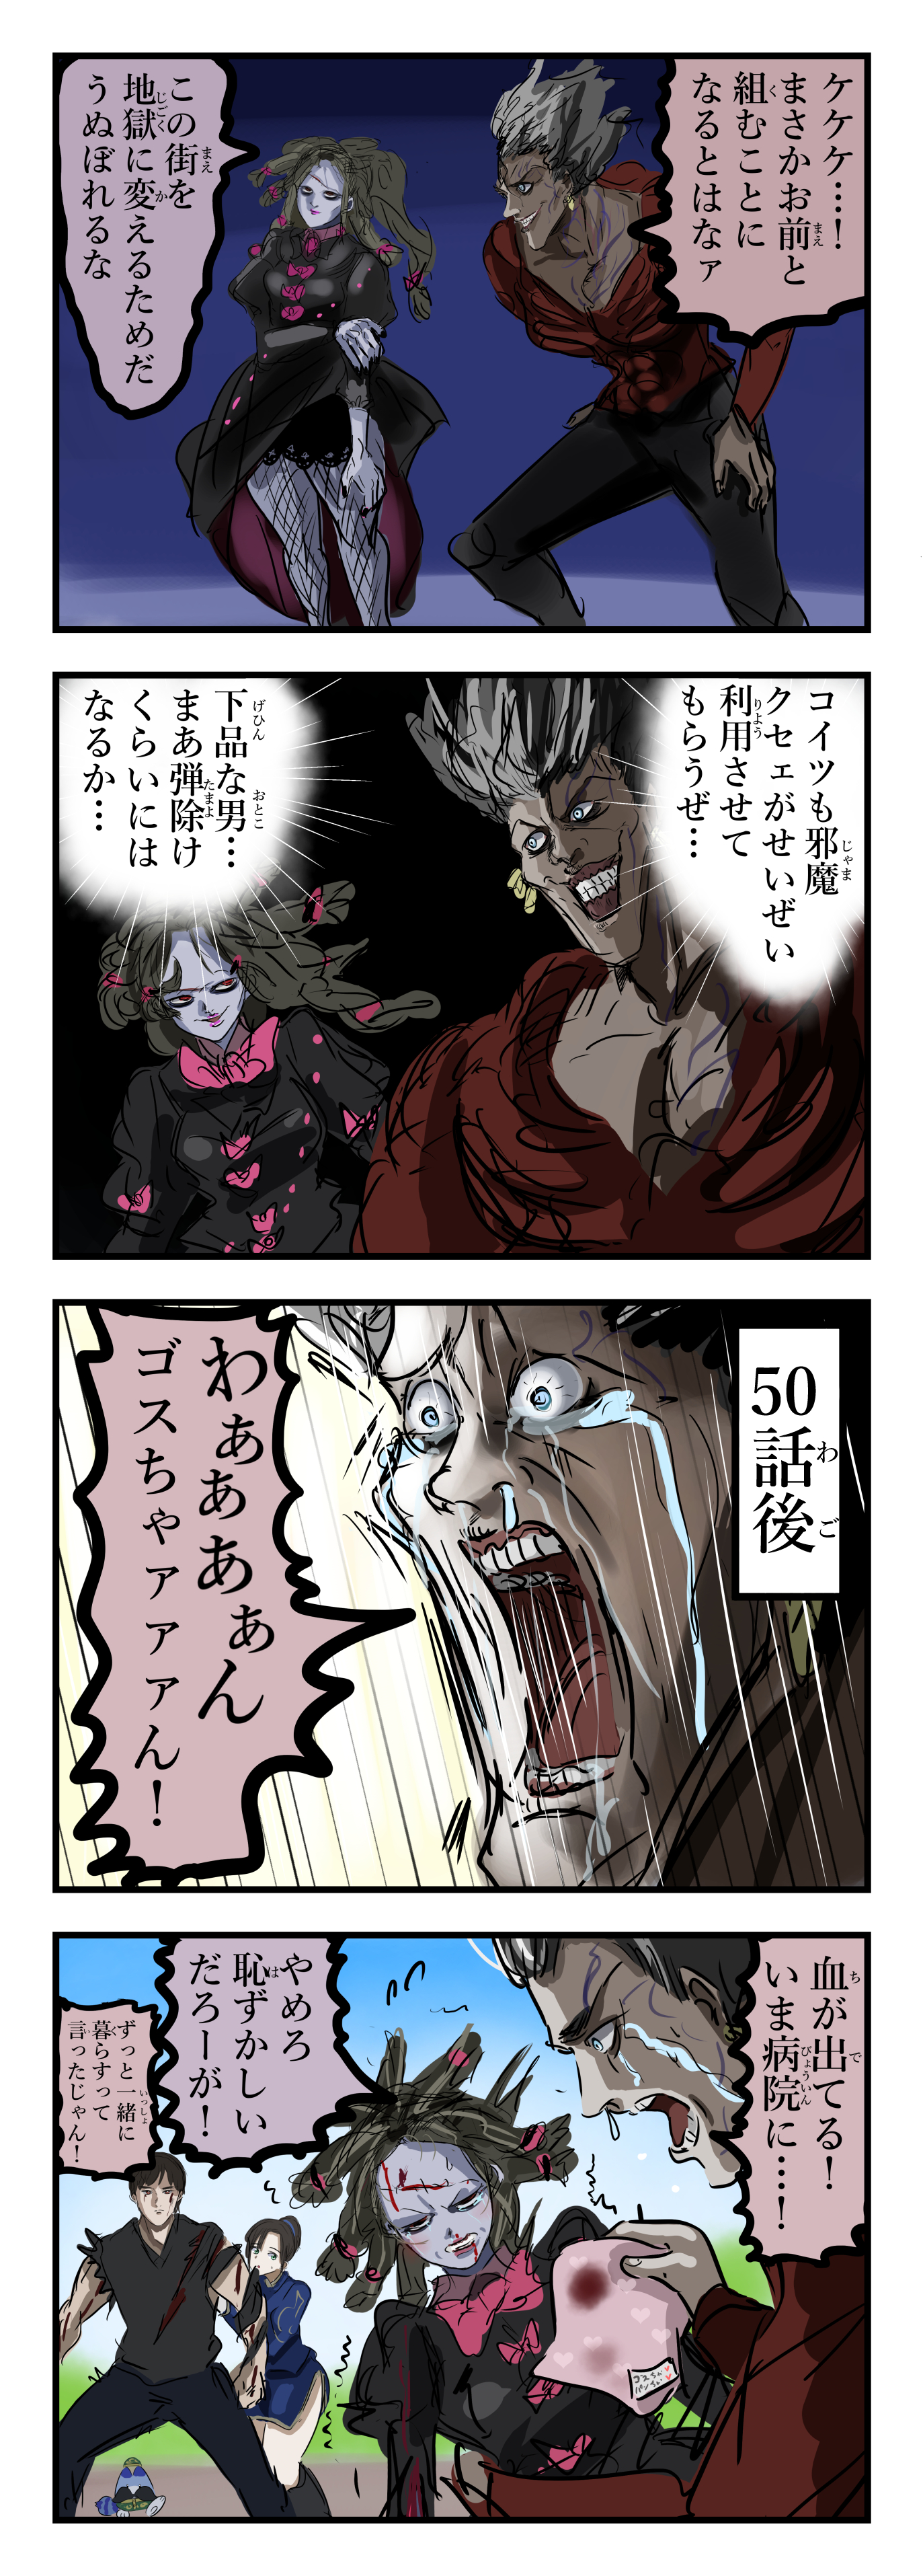 ケケケ…!
まさかお前と
組むことに
なるとはなァ
この街を
地獄に変えるためだ
うぬぼれるな
コイツも邪魔
クセェがせいぜい
利用させて
もらうぜ…
下品な男…
まあ弾除け
くらいには
なるか…
50話後
わぁあああぁん
ゴスちゃァァァん!
血が出てる!
いま病院に…!
やめろ
恥ずかしい
だろーが!
ずっと一緒に
暮らすって
言ったじゃん!